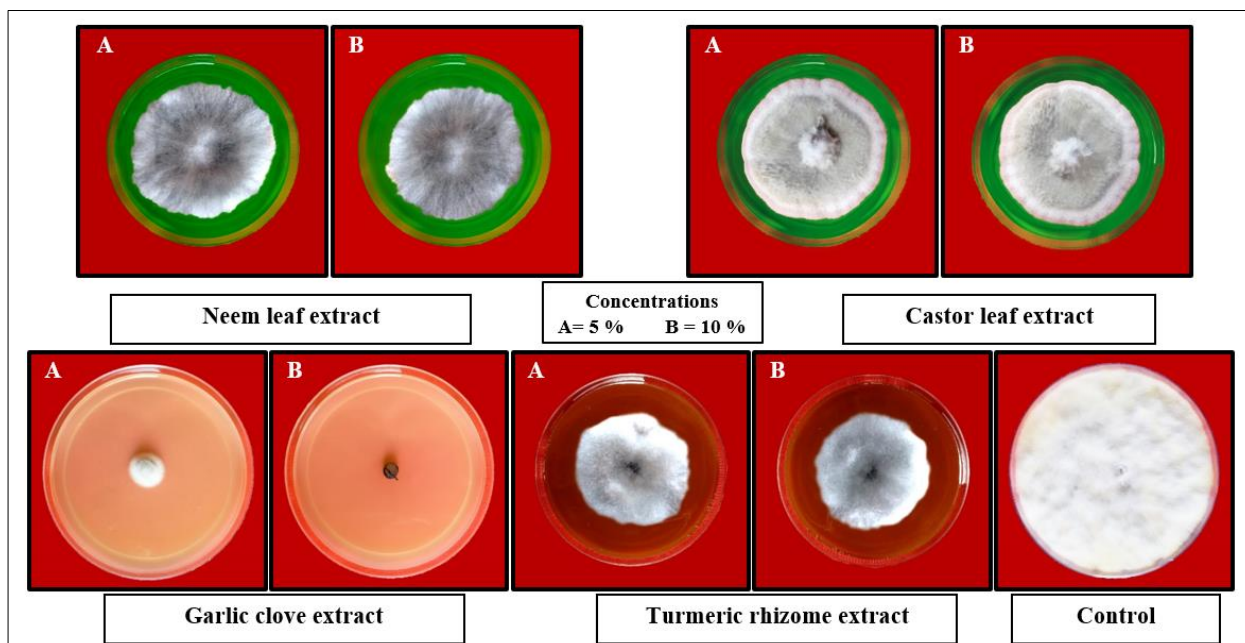 A B A B
Neem leaf extract
Concentrations
A= 5 % B = 10 %
Castor leaf extract
A B A B
Garlic clove extract
Turmeric rhizome extract
Control